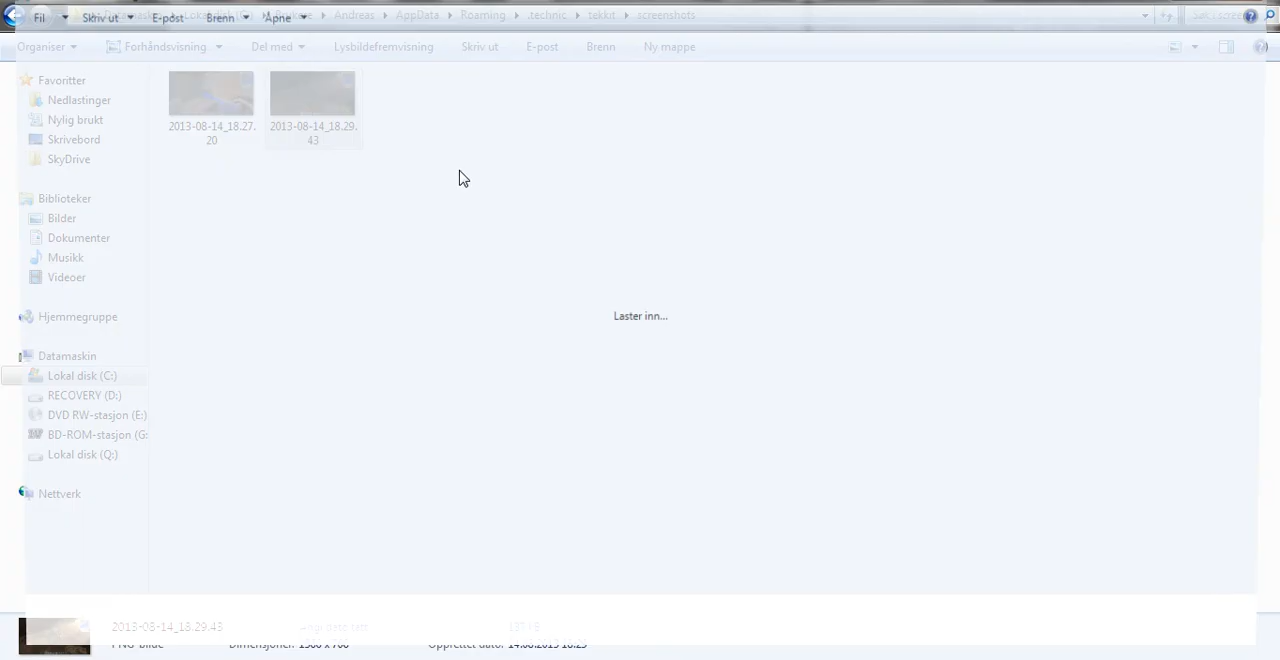 Fil Skriv ut E-post Brenn Åpne
Andreas AppData Roaming .technic tekkit screenshots
Organiser Forhåndsvisning Del med Lysbildefremvisning Skriv ut E-post Brenn Ny mappe
Favoritter
Nedlastinger
Nylig brukt
Skrivebord
SkyDrive
Biblioteker
Bilder
Dokumenter
Musikk
Videoer
Hjemmegruppe
Datamaskin
Lokal disk (C:)
RECOVERY (D:)
DVD RW-stasjon (E:)
BD-ROM-stasjon (G:
Lokal disk (Q:)
Nettverk
2013-08-14_18.27.
20
2013-08-14_18.29.
43
Laster inn...
2013-08-14_18.29.43
PNG-bilde Dimensjoner: Opprettet dato: